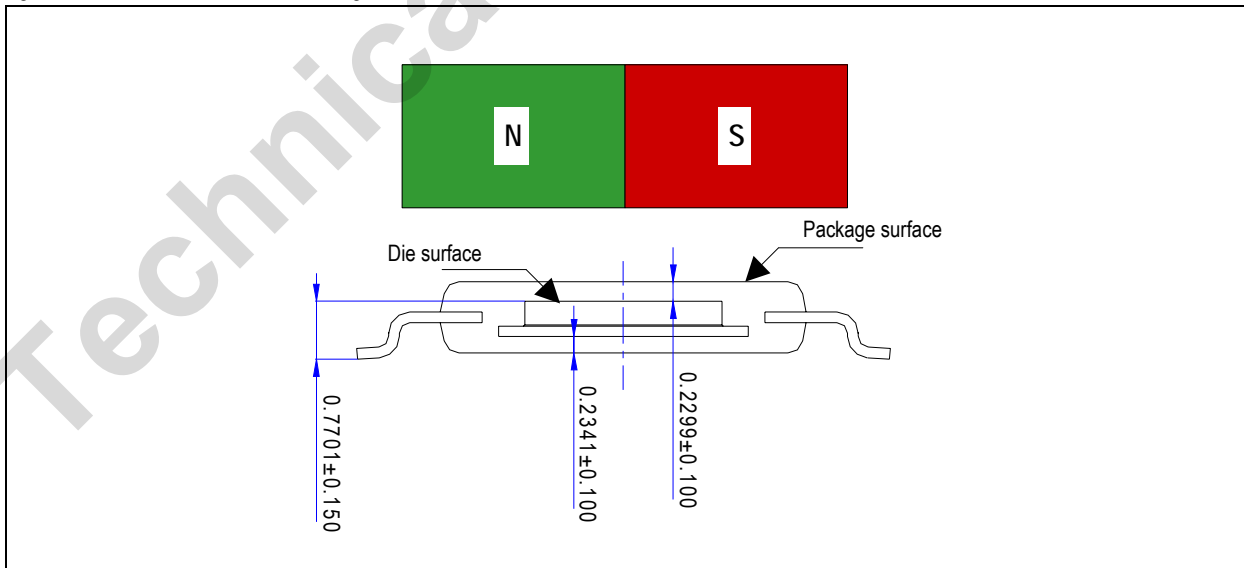 Technica
N
S
Package surface
Die surface
0.7701±0.150
0.2341±0.100
0.2299±0.100